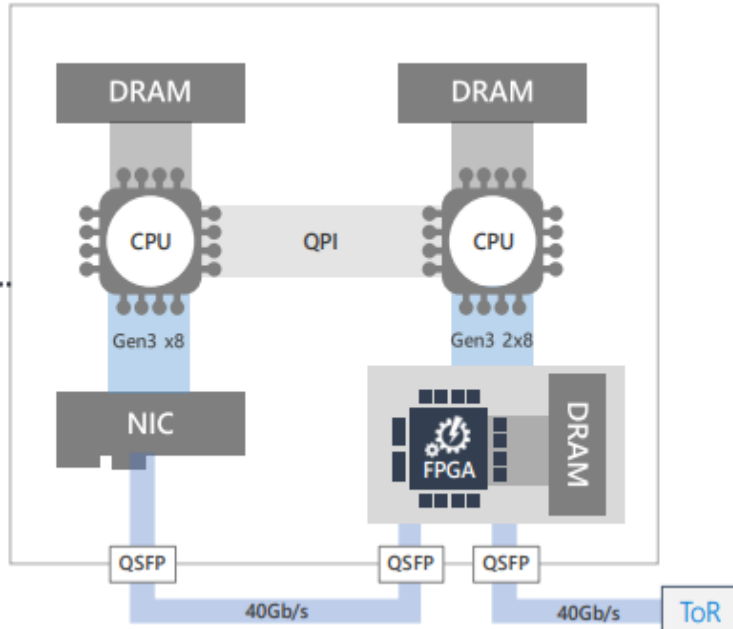 DRAM
DRAM
CPU
QPI
CPU
Gen3 x8
Gen3 2x8
NIC
FPGA
DRAM
QSFP
QSFP
QSFP
40Gb/s
40Gb/s
ToR